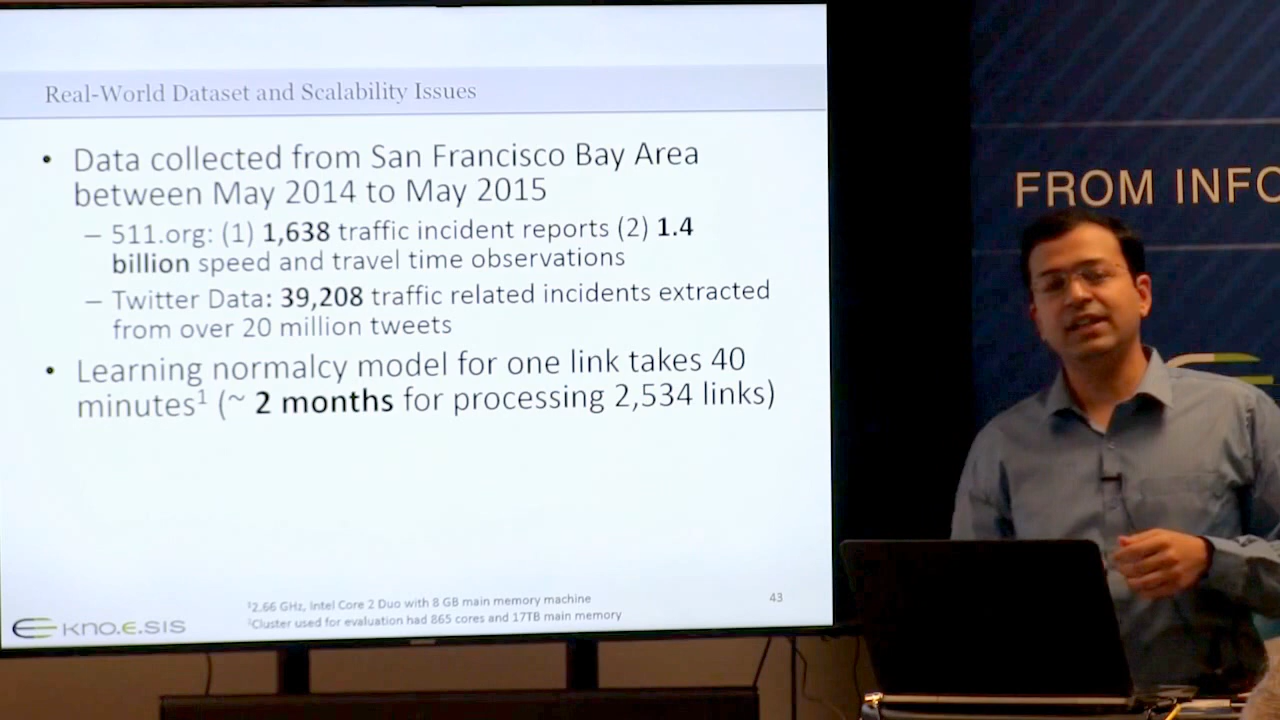 Real-World Dataset and Scalability Issues
• Data collected from San Francisco Bay Area
between May 2014 to May 2015
– 511.org: (1) 1,638 traffic incident reports (2) 1.4
billion speed and travel time observations
– Twitter Data: 39,208 traffic related incidents extracted
from over 20 million tweets
• Learning normalcy model for one link takes 40
minutes¹ (~ 2 months for processing 2,534 links)
¹2.66 GHz, Intel Core 2 Duo with 8 GB main memory machine
¹Cluster used for evaluation had 865 cores and 17TB main memory
43
KNO.E.SIS
FROM INFO